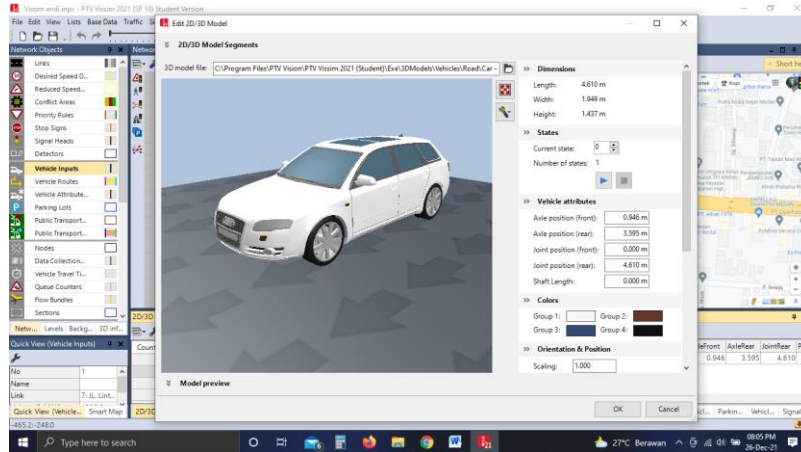 Vissim andi.inpx - PTV Vissim 2021 (SP 10) Student Version
File Edit View Lists Base Data Traffic
Edit 2D/3D Model
Network Objects
Links
Desired Speed D...
Reduced Speed...
Conflict Areas
Priority Rules
Stop Signs
Signal Heads
Detectors
Vehicle Inputs
Vehicle Routes
Vehicle Attribute...
Parking Lots
Public Transport...
Public Transport...
Nodes
Data Collection...
Vehicle Travel Ti...
Queue Counters
Flow Bundles
Sections
Netw... Levels Backg... 3D inf...
Quick View (Vehicle Inputs)
No 1
Name
Link 7: JL. Lint...
Quick View (Vehicle... Smart Map
-465.2:-248.0
2D/3D Model Segments
3D model file: C:\Program Files\PTV Vision\PTV Vissim 2021 (Student)\Exe\3DModels\Vehicles\Road\Car -
Model preview
Dimensions
Length: 4.610 m
Width: 1.949 m
Height: 1.437 m
States
Current state: 0
Number of states: 1
Vehicle attributes
Axle position (front): 0.946 m
Axle position (rear): 3.595 m
Joint position (front): 0.000 m
Joint position (rear): 4.610 m
Shaft Length: 0.000 m
Colors
Group 1: Group 2:
Group 3: Group 4:
Orientation & Position
Scaling: 1.000
OK Cancel
Short he
Kopi
AxleRear JointRear
0.946 3.595 4.610
Parkin... Vehicl... Signal
Type here to search
27°C Berawan
08:05 PM
26-Dec-21